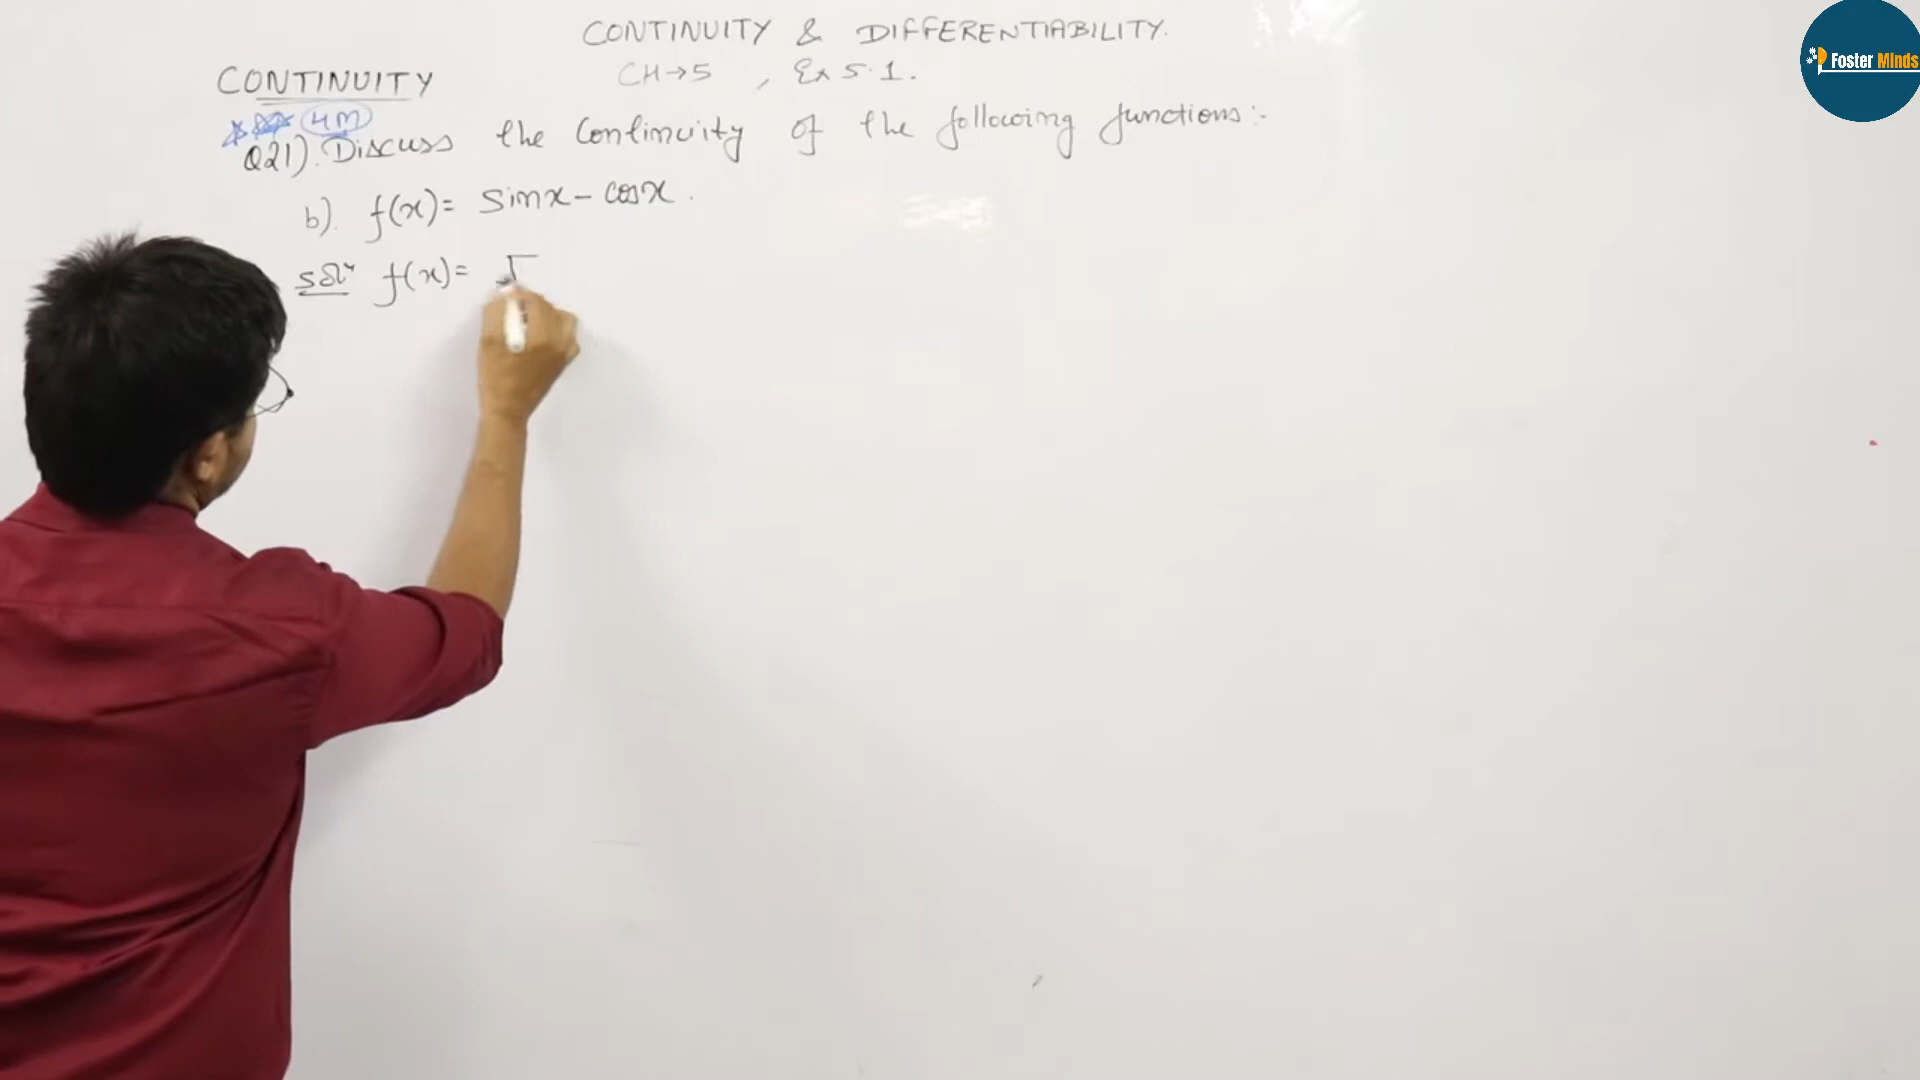 CONTINUITY & DIFFERENTIABILITY.
CH→5 , Ex 5.1.
CONTINUITY
4M
Q21). Discuss the Continuity of the following functions:-
b). f(x)= sinx - cosx.
Solⁿ f(x)= √
Foster Minds